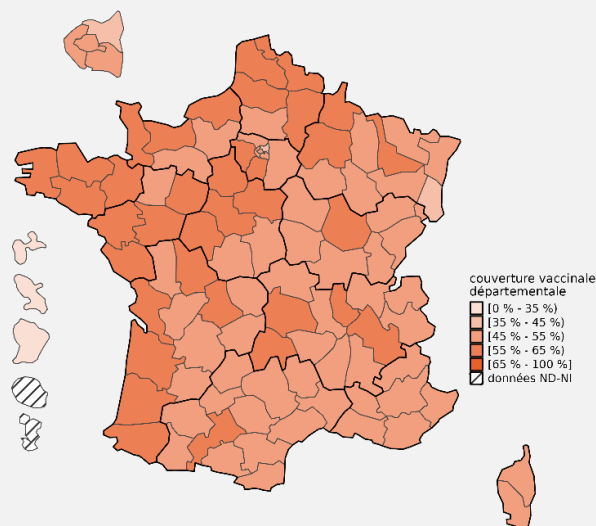 couverture vaccinale
départementale
[0 % - 35 %)
[35 % - 45 %)
[45 % - 55 %)
[55 % - 65 %)
[65 % - 100 %]
données ND-NI